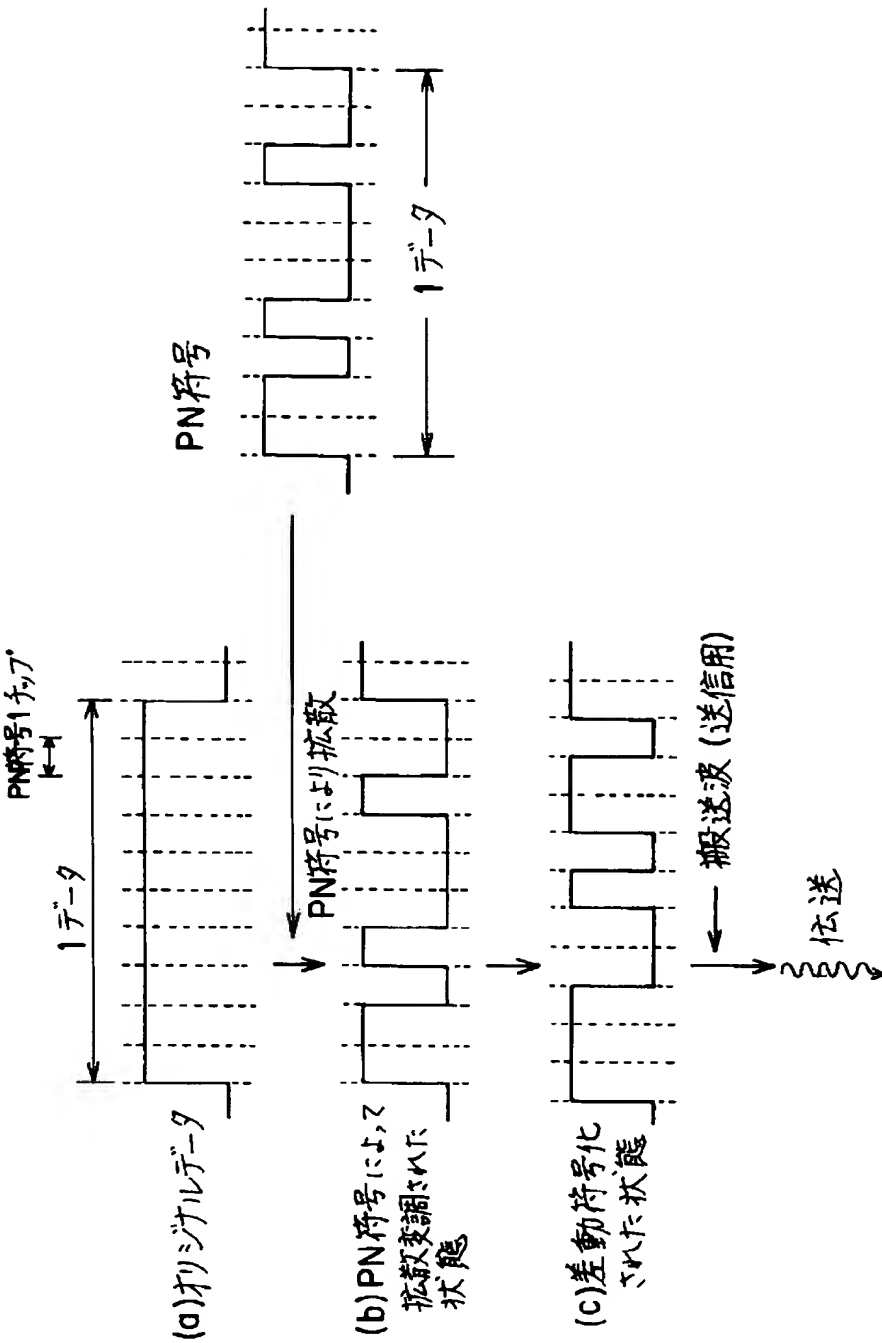 PN符号1チップ
1データ
(a)オリジナルデータ
PN符号により拡散
PN符号
1データ
(b)PN符号によって
拡散変調された
状態
(c)差動符号化
された状態
搬送波(送信用)
伝送